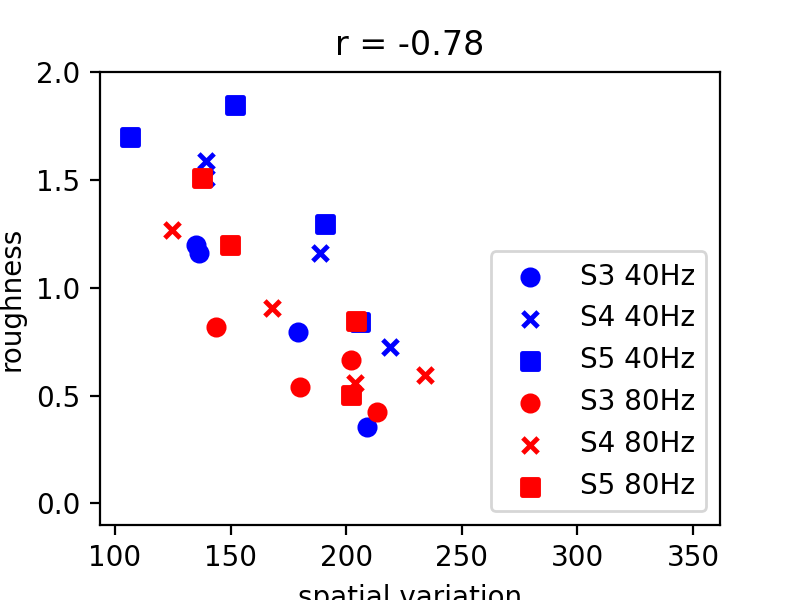 r = -0.78
2.0
1.5
1.0
0.5
0.0
roughness
S3 40Hz
S4 40Hz
S5 40Hz
S3 80Hz
S4 80Hz
S5 80Hz
100 150 200 250 300 350
spatial variation